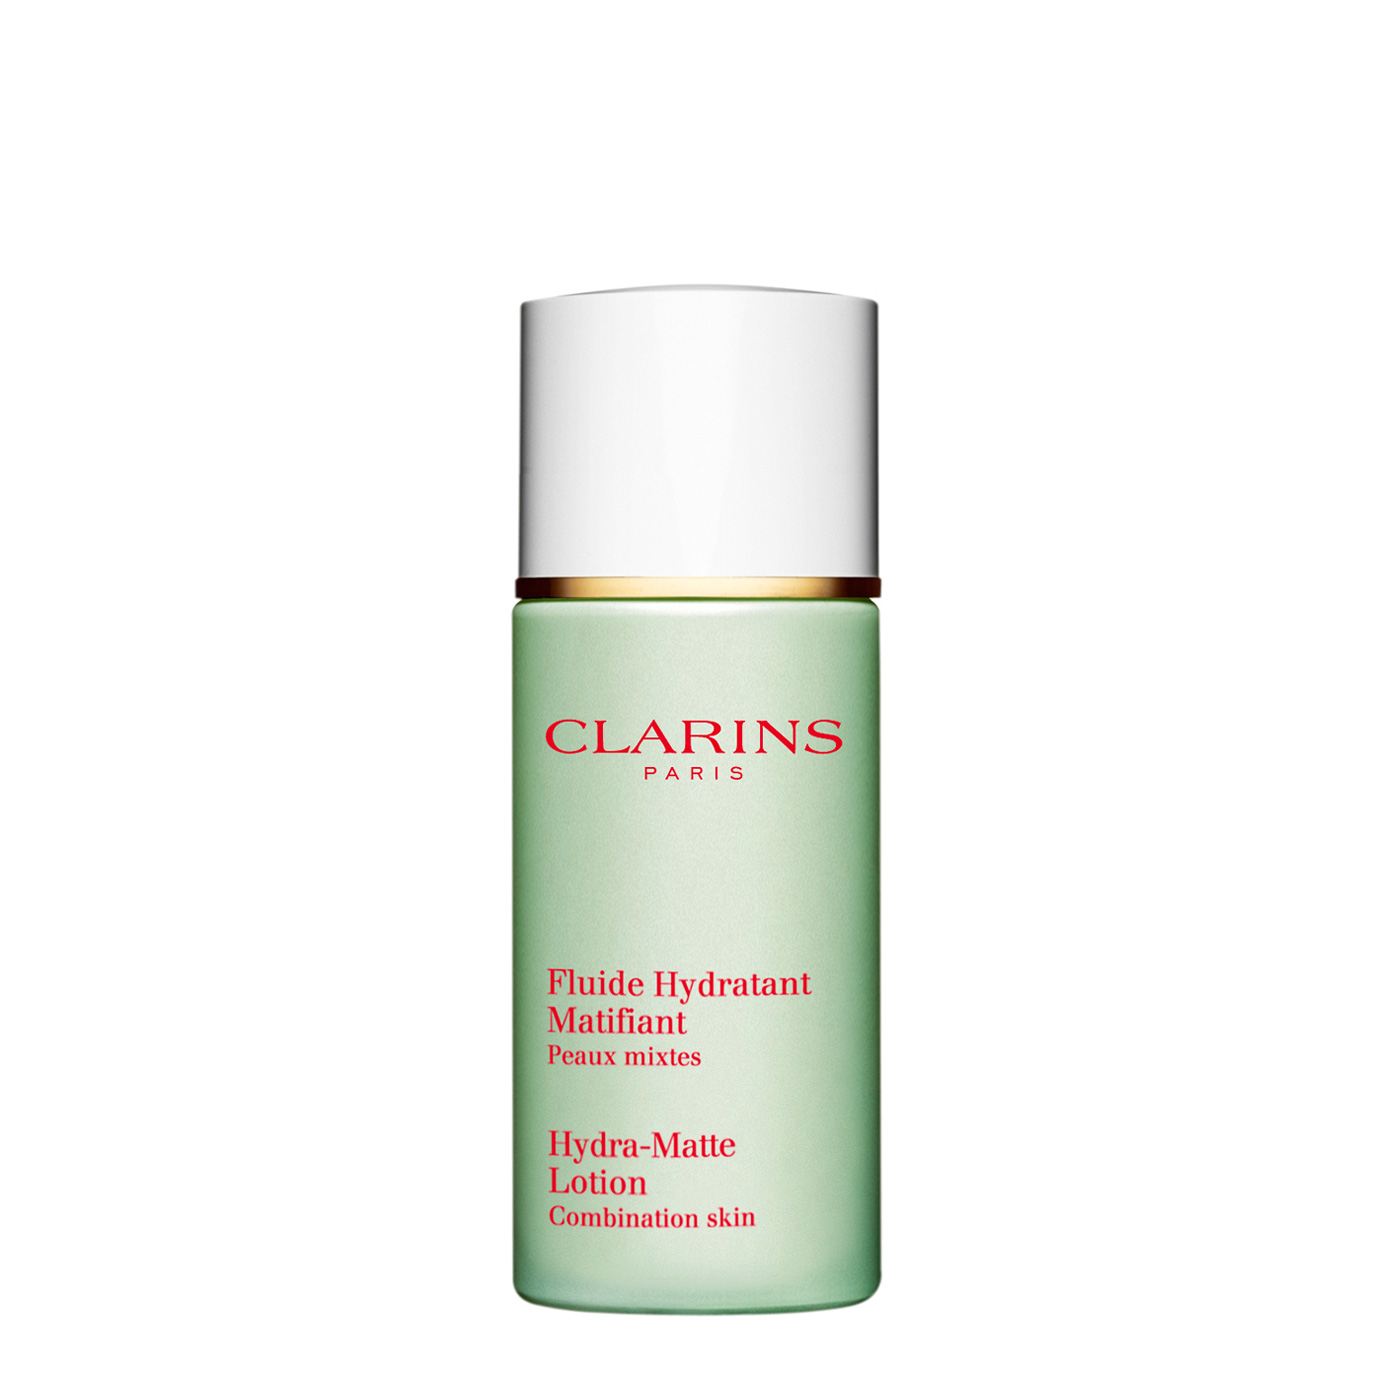 CLARINS
PARIS
Fluide Hydratant
Matifiant
Peaux mixtes
Hydra-Matte
Lotion
Combination skin